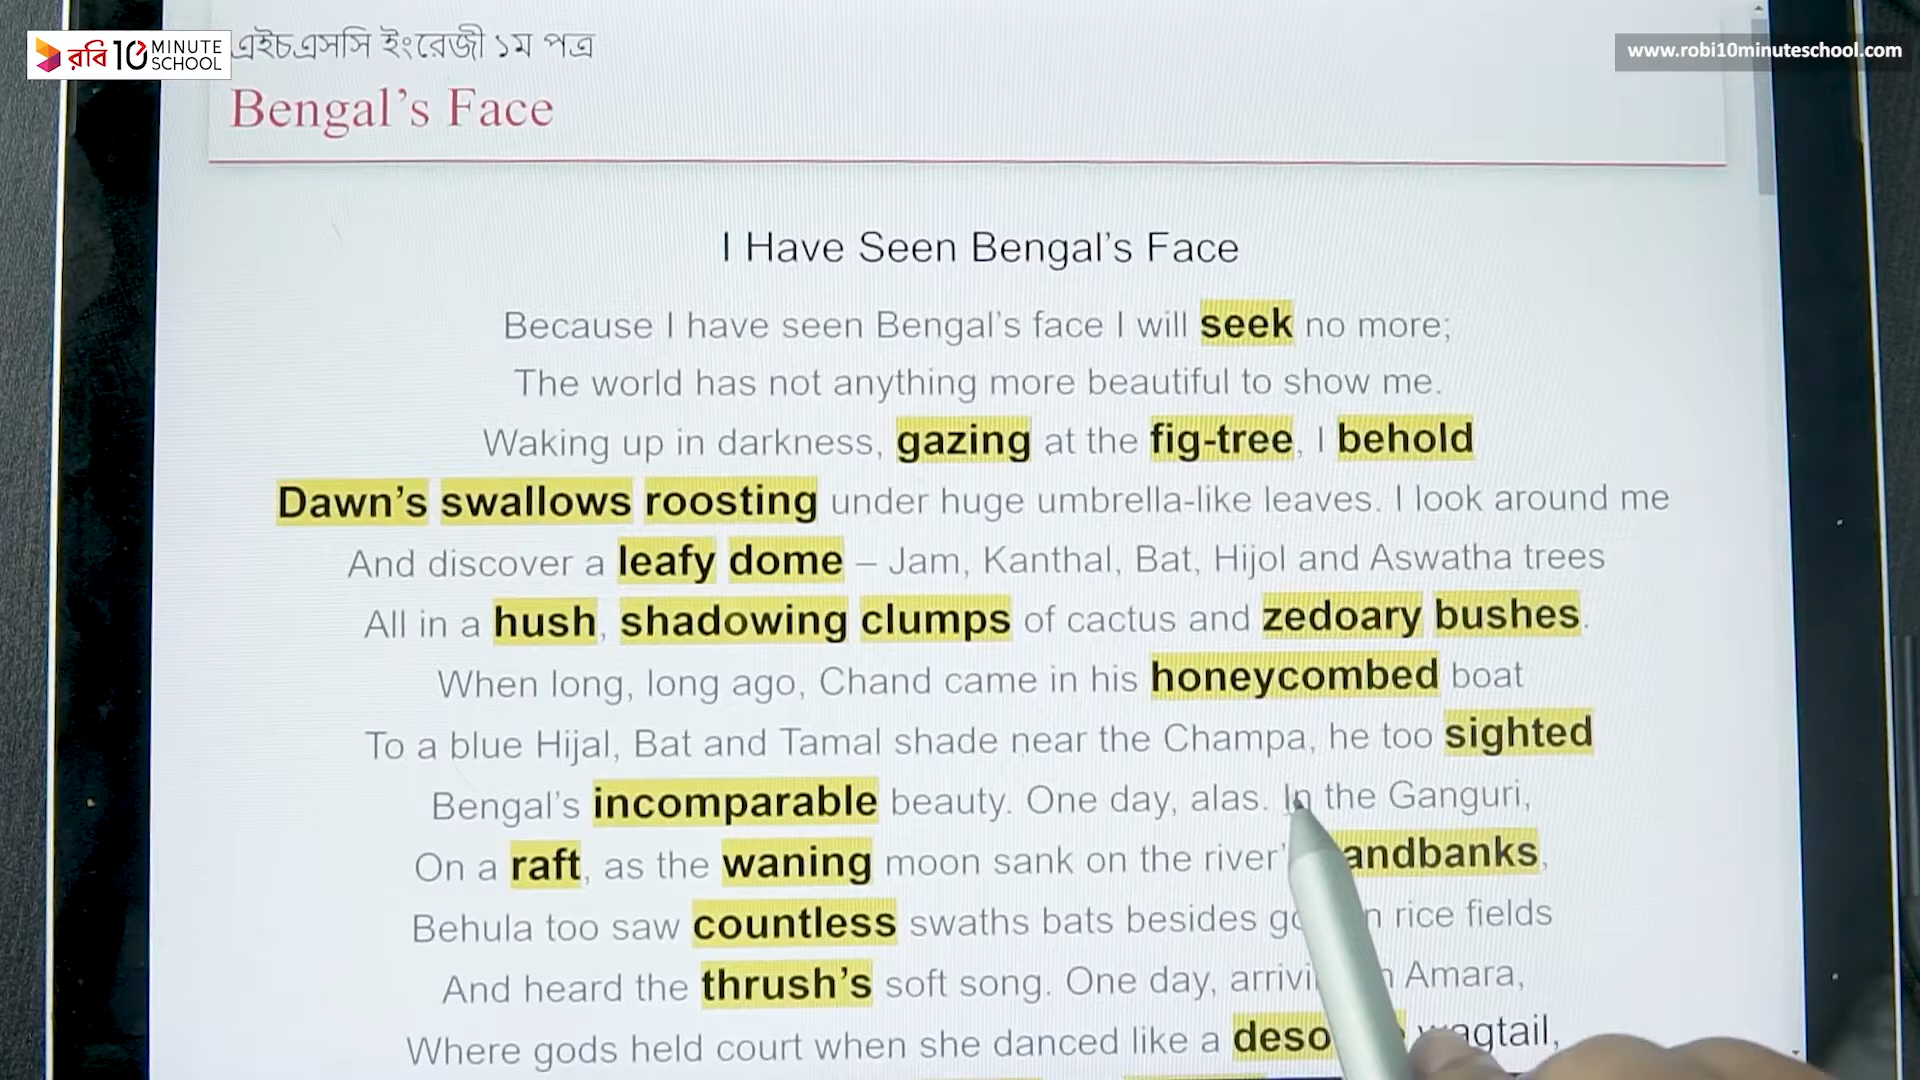 রবি 10 MINUTE SCHOOL
এইচএসসি ইংরেজী ১ম পত্র
www.robi10minuteschool.com
Bengal’s Face
I Have Seen Bengal’s Face
Because I have seen Bengal’s face I will seek no more;
The world has not anything more beautiful to show me.
Waking up in darkness, gazing at the fig-tree, I behold
Dawn’s swallows roosting under huge umbrella-like leaves. I look around me
And discover a leafy dome – Jam, Kanthal, Bat, Hijol and Aswatha trees
All in a hush, shadowing clumps of cactus and zedoary bushes.
When long, long ago, Chand came in his honeycombed boat
To a blue Hijal, Bat and Tamal shade near the Champa, he too sighted
Bengal’s incomparable beauty. One day, alas. In the Ganguri,
On a raft, as the waning moon sank on the river’ andbanks,
Behula too saw countless swaths bats besides rice fields
And heard the thrush’s soft song. One day, Amara,
Where gods held court when she danced like a wagtail,